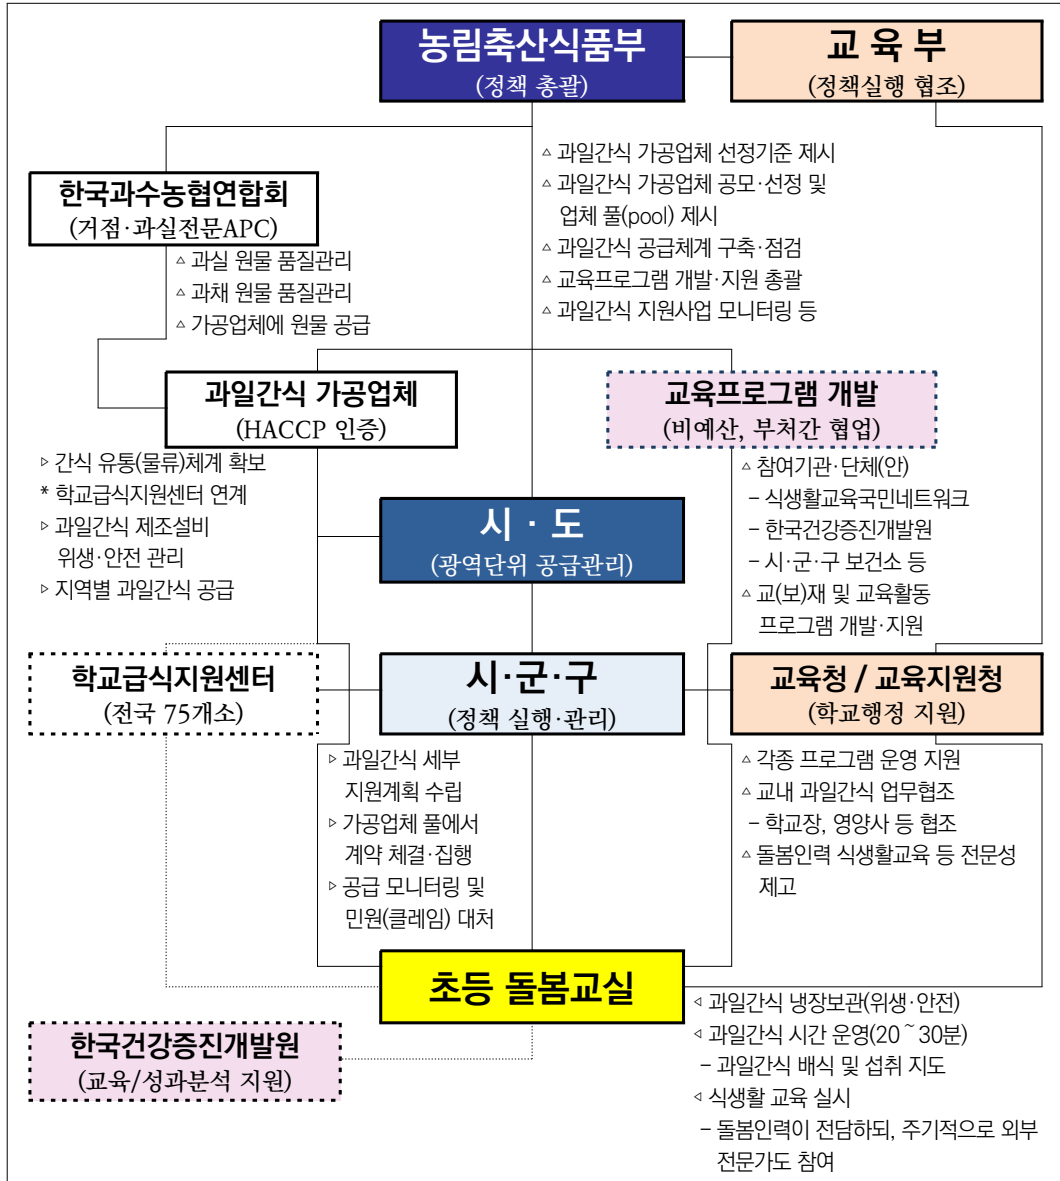 농림축산식품부
(정책 총괄)
교 육 부
(정책실행 협조)
한국과수농협연합회
(거점·과실전문APC)
▵ 과실 원물 품질관리
▵ 과채 원물 품질관리
▵ 가공업체에 원물 공급
▵ 과일간식 가공업체 선정기준 제시
▵ 과일간식 가공업체 공모·선정 및
업체 풀(pool) 제시
▵ 과일간식 공급체계 구축·점검
▵ 교육프로그램 개발·지원 총괄
▵ 과일간식 지원사업 모니터링 등
과일간식 가공업체
(HACCP 인증)
▹ 간식 유통(물류)체계 확보
* 학교급식지원센터 연계
▹ 과일간식 제조설비
위생·안전 관리
▹ 지역별 과일간식 공급
교육프로그램 개발
(비예산, 부처간 협업)
▵ 참여기관·단체(안)
– 식생활교육국민네트워크
– 한국건강증진개발원
– 시·군·구 보건소 등
▵ 교(보)재 및 교육활동
프로그램 개발·지원
시 · 도
(광역단위 공급관리)
학교급식지원센터
(전국 75개소)
시·군·구
(정책 실행·관리)
교육청 / 교육지원청
(학교행정 지원)
▹ 과일간식 세부
지원계획 수립
▹ 가공업체 풀에서
계약 체결·집행
▹ 공급 모니터링 및
민원(클레임) 대처
▵ 각종 프로그램 운영 지원
▵ 교내 과일간식 업무협조
– 학교장, 영양사 등 협조
▵ 돌봄인력 식생활교육 등 전문성
제고
초등 돌봄교실
한국건강증진개발원
(교육/성과분석 지원)
◃ 과일간식 냉장보관(위생·안전)
◃ 과일간식 시간 운영(20 ~ 30분)
– 과일간식 배식 및 섭취 지도
◃ 식생활 교육 실시
– 돌봄인력이 전담하되, 주기적으로 외부
전문가도 참여